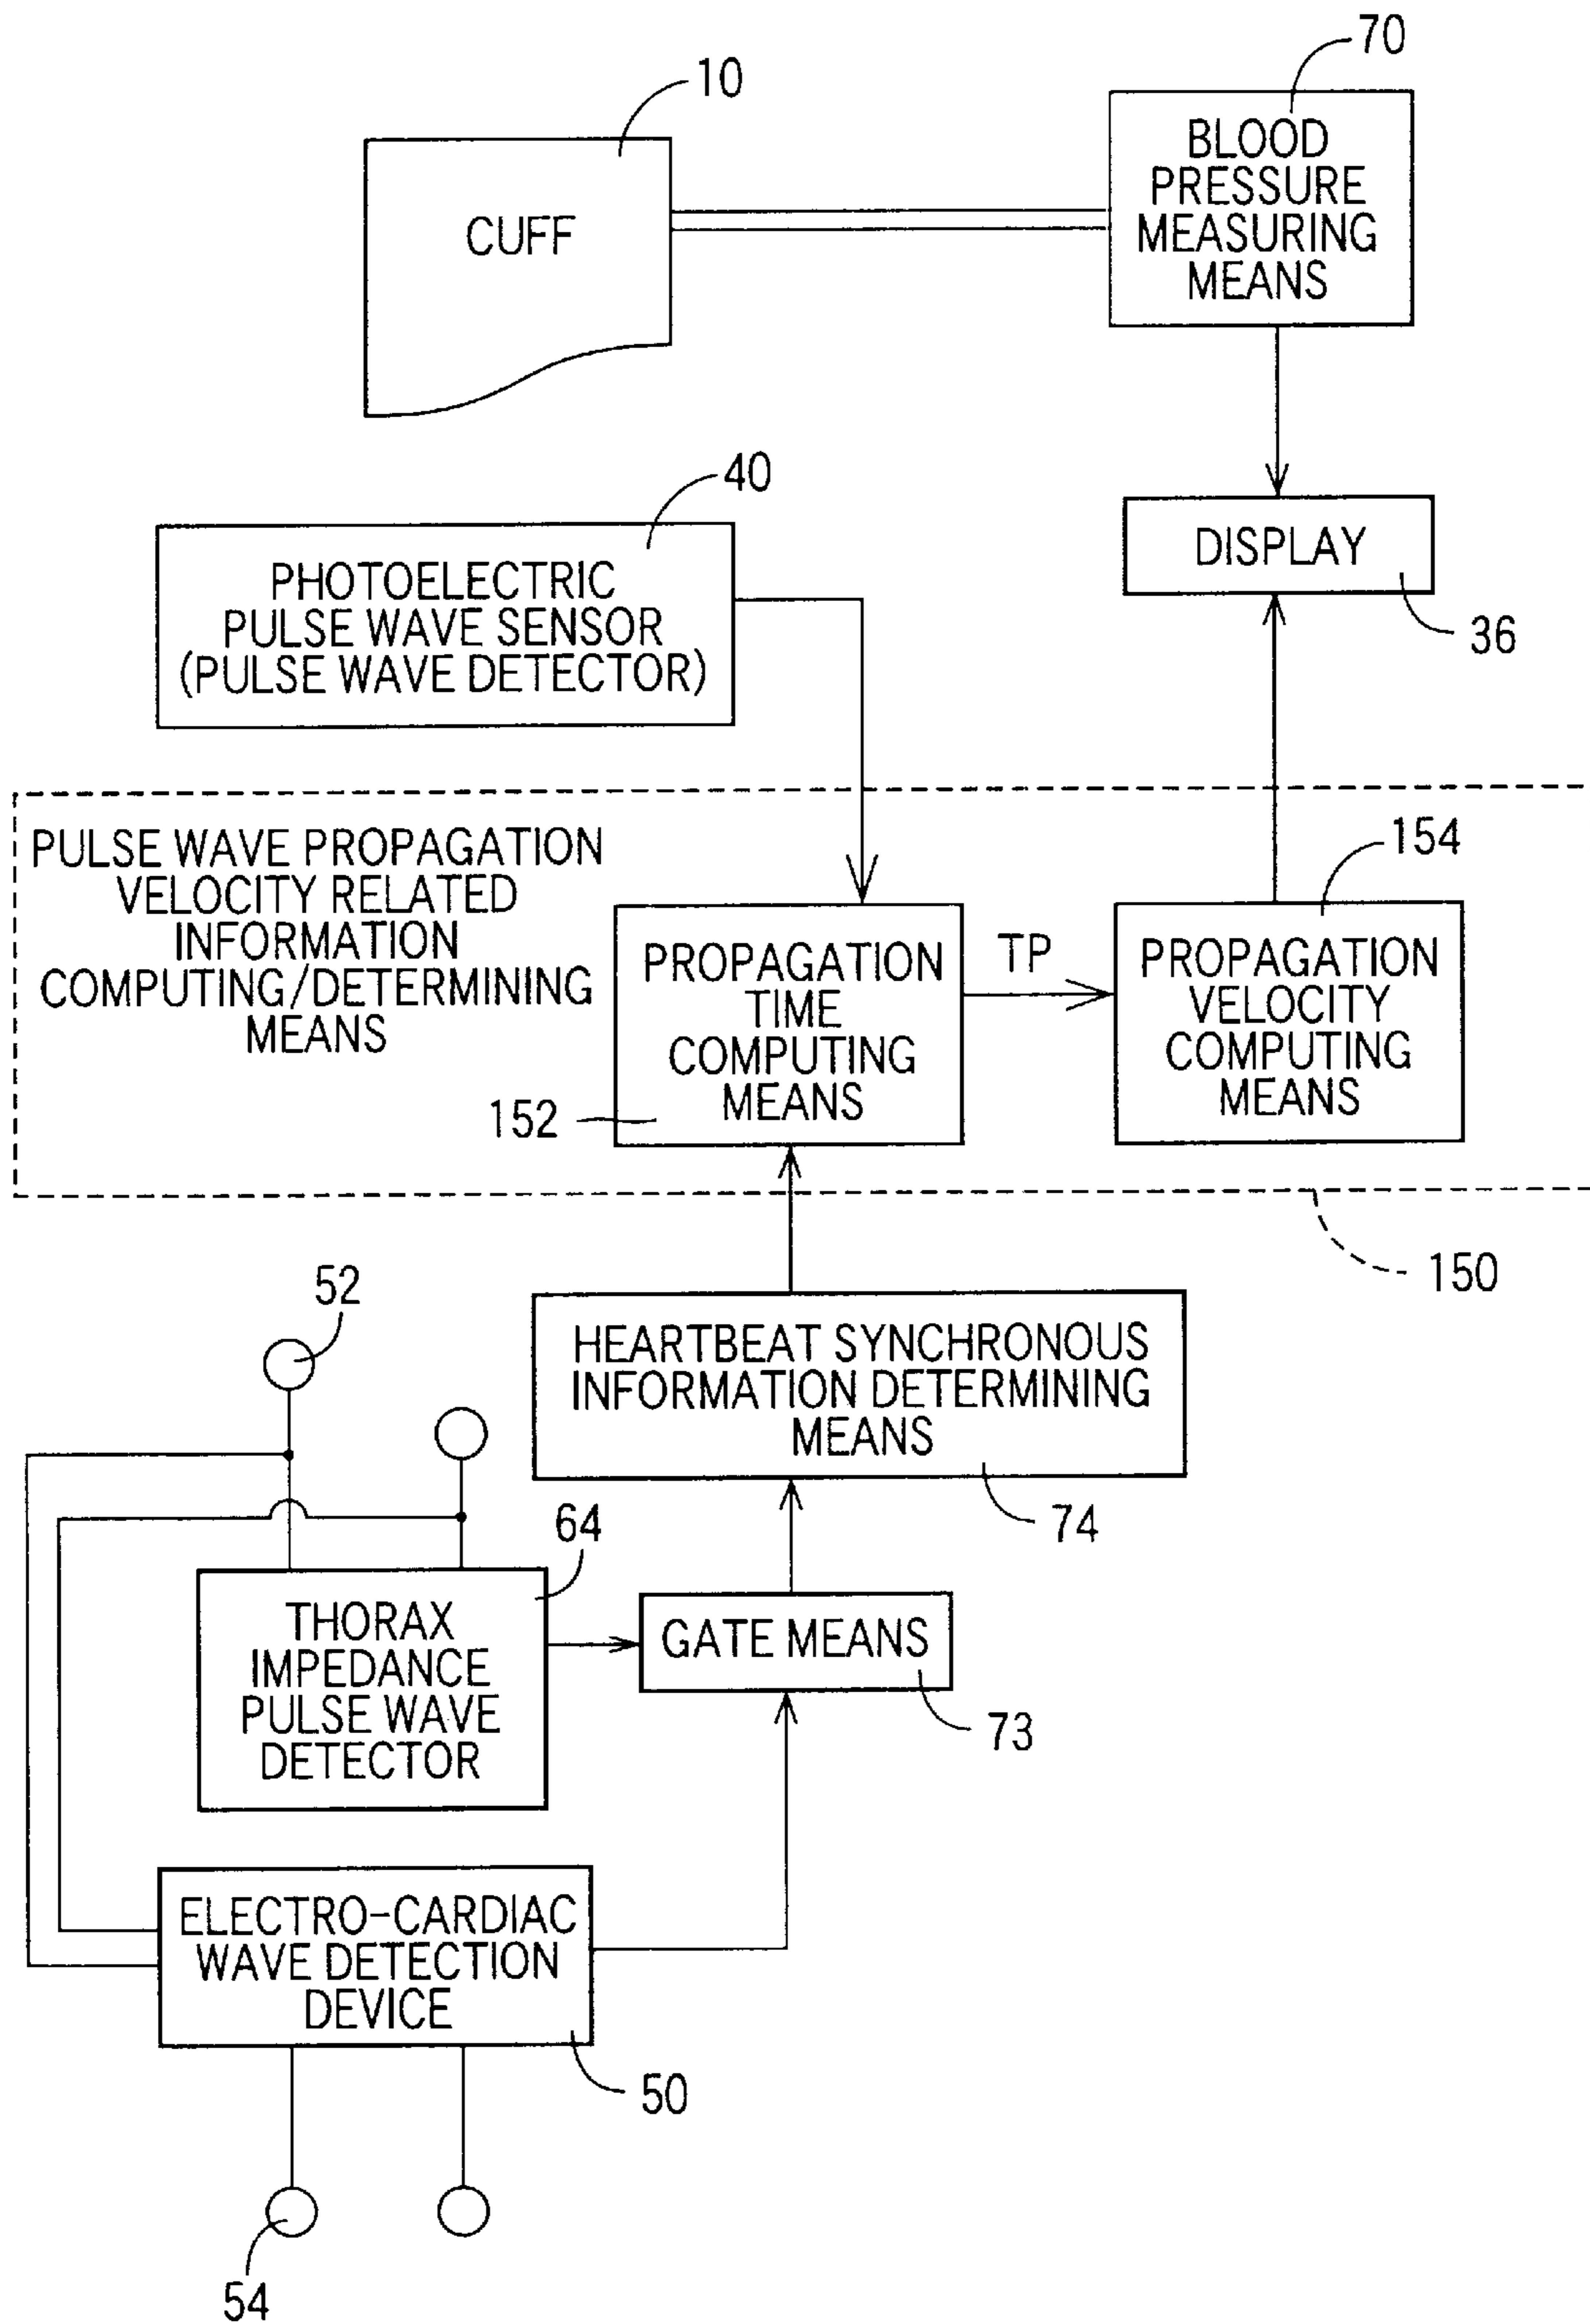 70
10
BLOOD
PRESSURE
MEASURING
MEANS
CUFF
40
PHOTOELECTRIC
PULSE WAVE SENSOR
(PULSE WAVE DETECTOR)
DISPLAY
36
PULSE WAVE PROPAGATION
VELOCITY RELATED
INFORMATION
COMPUTING/DETERMINING
MEANS
154
PROPAGATION
TIME
COMPUTING
MEANS
152
TP
PROPAGATION
VELOCITY
COMPUTING
MEANS
150
52
HEARTBEAT SYNCHRONOUS
INFORMATION DETERMINING
MEANS
74
64
THORAX
IMPEDANCE
PULSE WAVE
DETECTOR
GATE MEANS
73
ELECTRO-CARDIAC
WAVE DETECTION
DEVICE
50
54